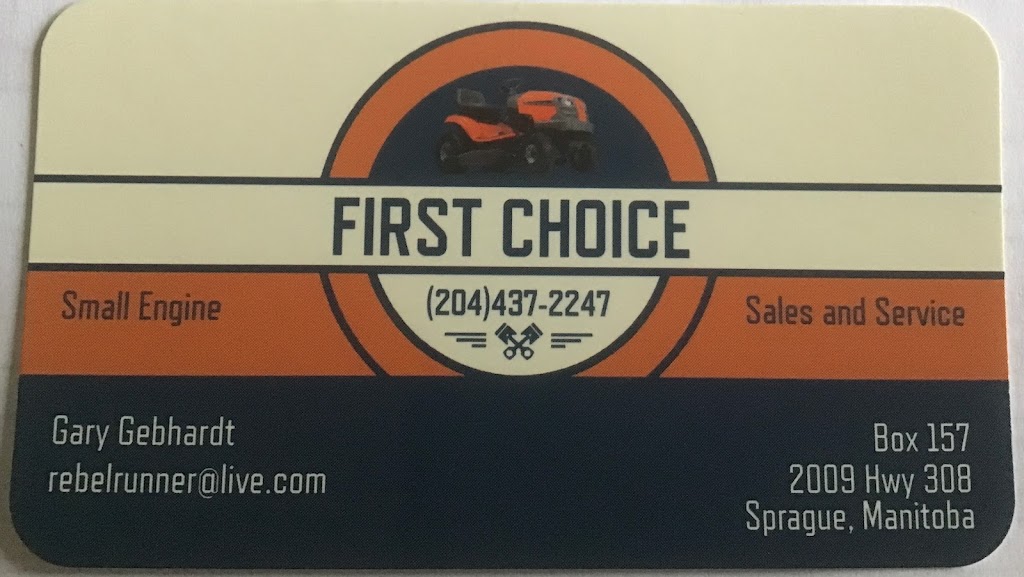 FIRST CHOICE
Small Engine
(204)437-2247
Sales and Service
Gary Gebhardt
rebelrunner@live.com
Box 157
2009 Hwy 308
Sprague, Manitoba